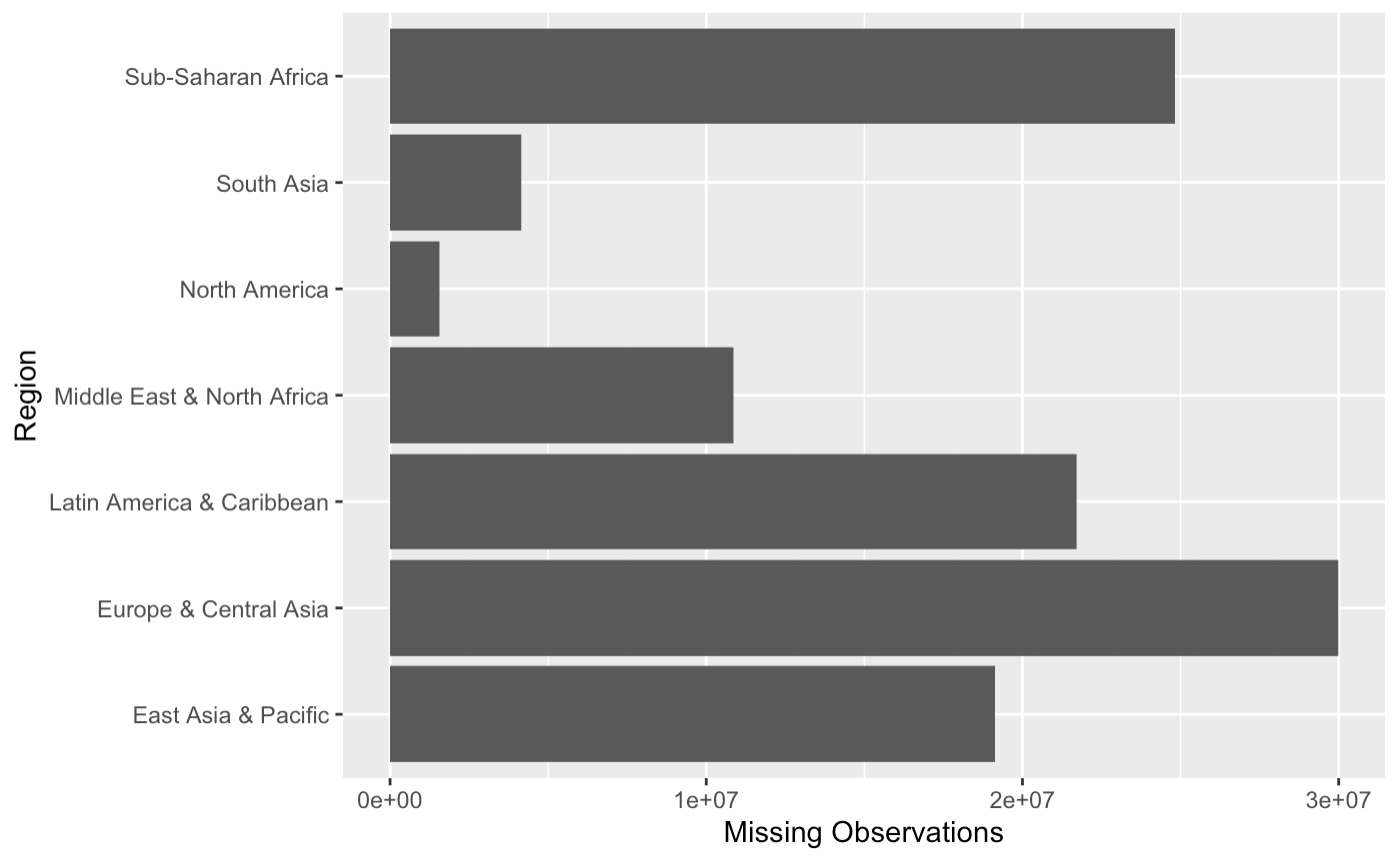 Sub-Saharan Africa
South Asia
North America
Middle East & North Africa
Latin America & Caribbean
Europe & Central Asia
East Asia & Pacific
Region
0e+00 1e+07 2e+07 3e+07
Missing Observations